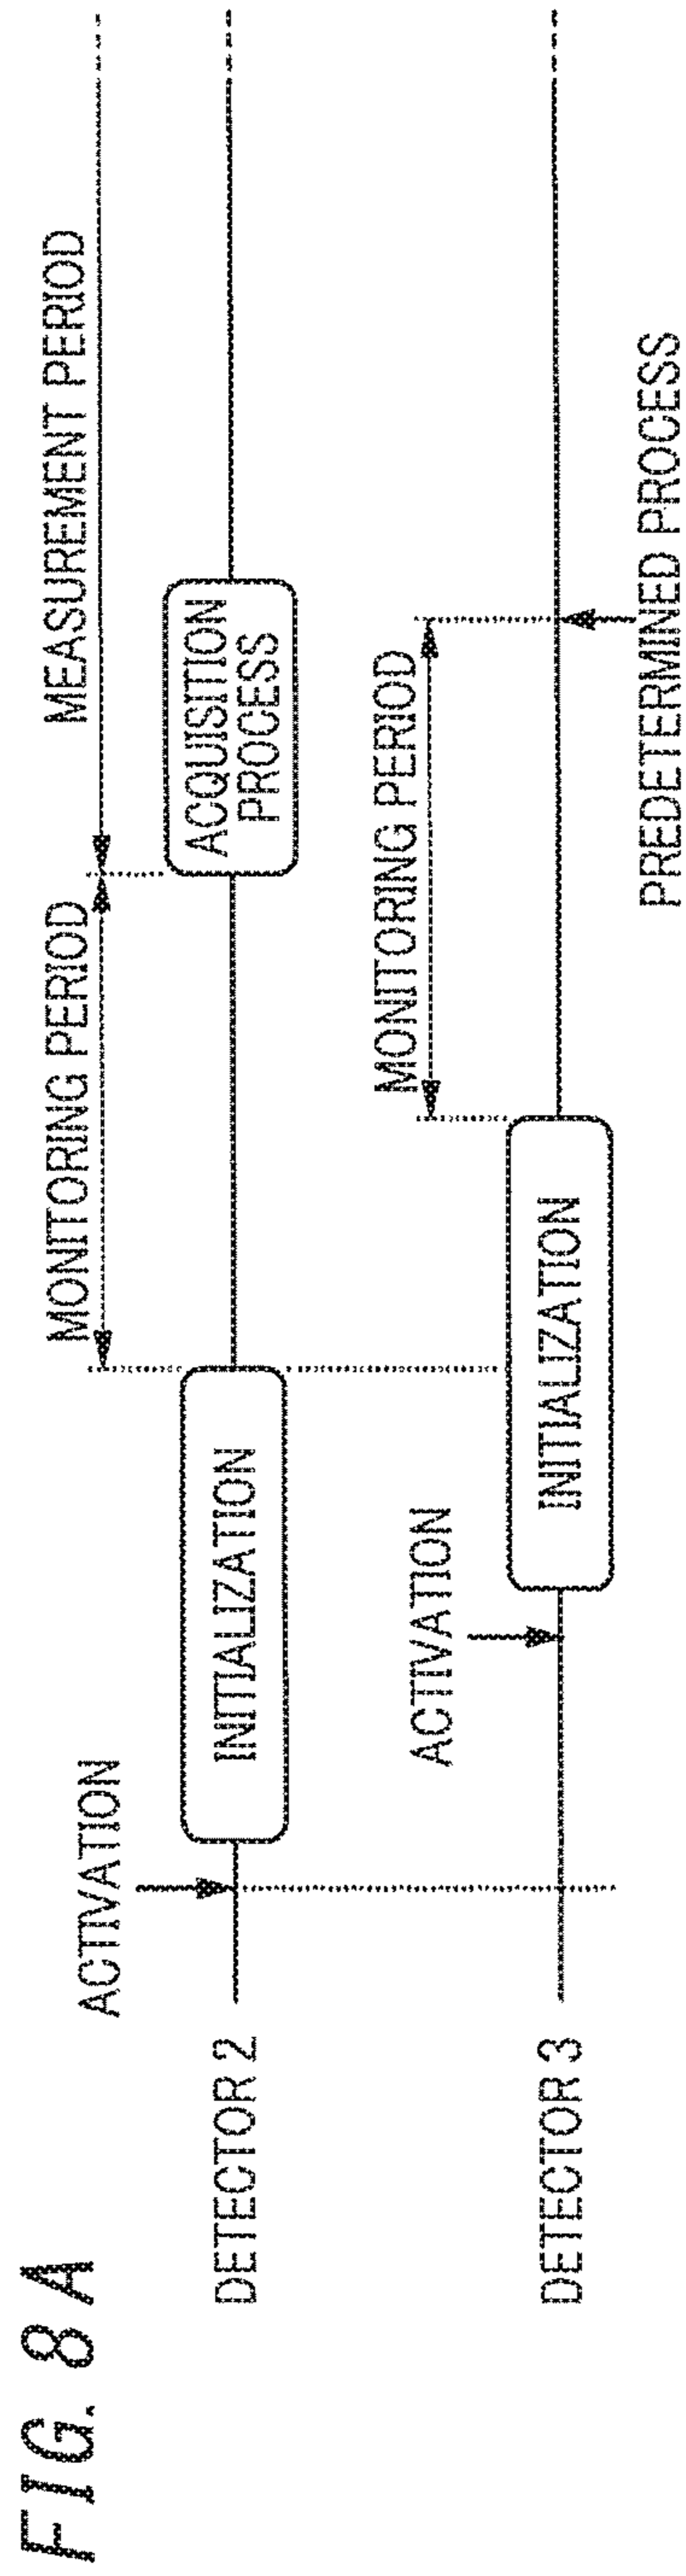 FIG. 8A
MEASUREMENT PERIOD
MONITORING PERIOD
ACTIVATION
DETECTOR 2
INITIALIZATION
ACQUISITION
PROCESS
MONITORING PERIOD
ACTIVATION
DETECTOR 3
INITIALIZATION
PREDETERMINED PROCESS